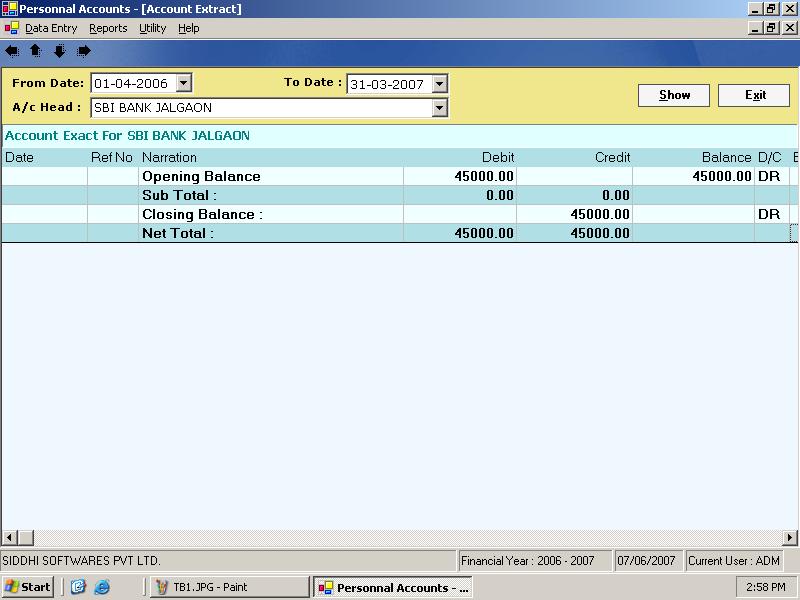 Personnal Accounts - [Account Extract]
Data Entry Reports Utility Help
From Date: 01-04-2006 To Date : 31-03-2007
Show Exit
A/c Head : SBI BANK JALGAON
Account Exact For SBI BANK JALGAON
Date Ref No Narration Debit Credit Balance D/C
Opening Balance 45000.00 45000.00 DR
Sub Total : 0.00 0.00
Closing Balance : 45000.00 DR
Net Total : 45000.00 45000.00
SIDDHI SOFTWARES PVT LTD. Financial Year : 2006 - 2007 07/06/2007 Current User : ADM
Start TB1.JPG - Paint Personnal Accounts - ... 2:58 PM